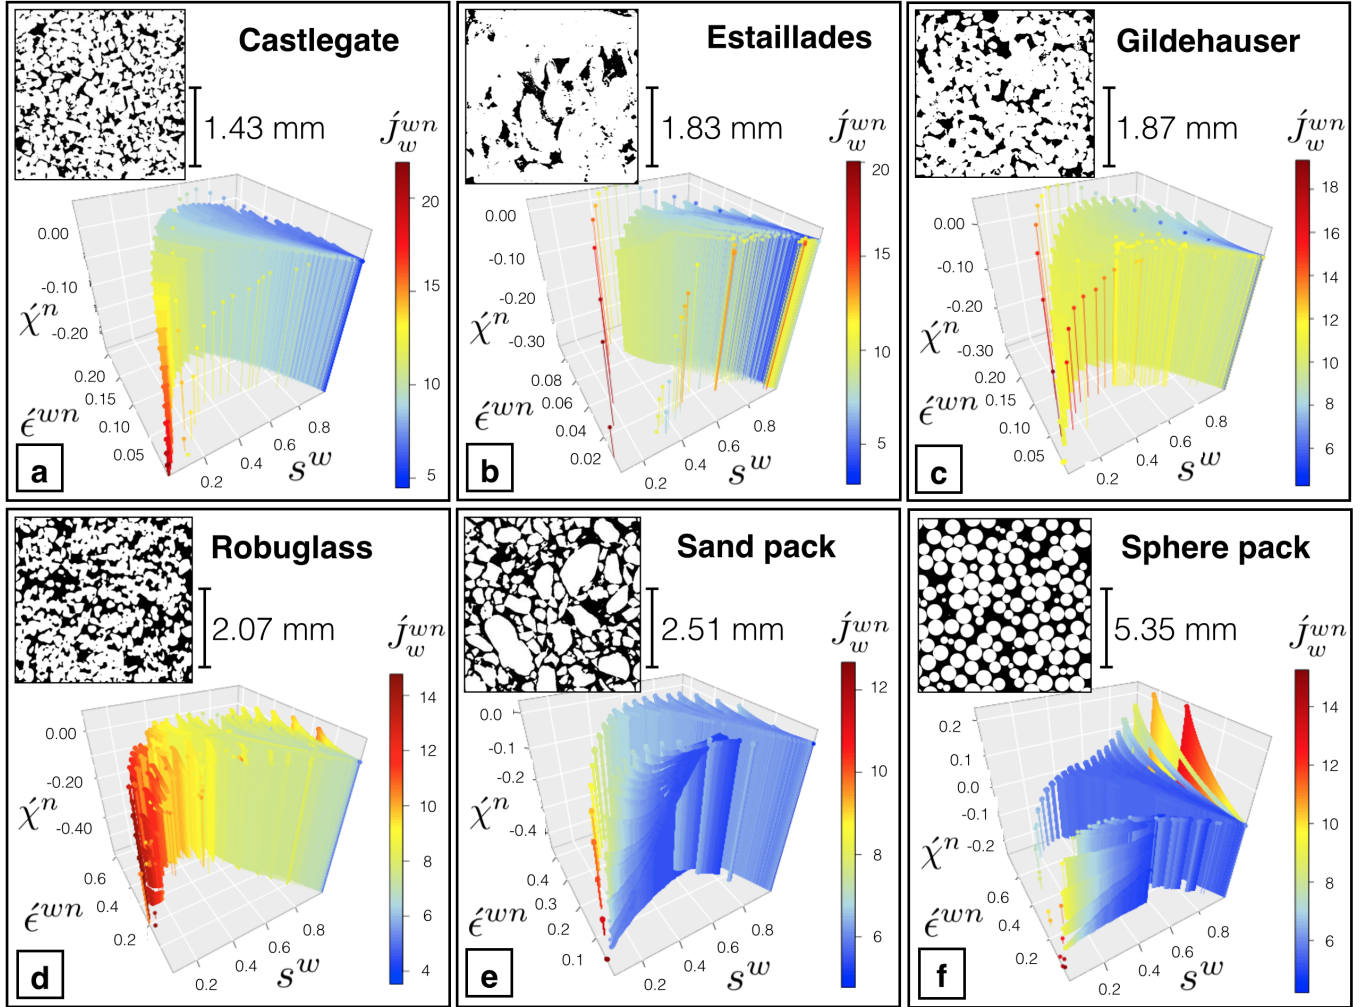 Castlegate
1.43 mm
j́_w^{wn}
20
15
10
5
0.00
-0.10
-0.20
χ́^n
0.20
0.15
0.10
0.05
έ^{wn}
0.2
0.4
0.6
0.8
s^w
a
Estaillades
1.83 mm
j́_w^{wn}
20
15
10
5
0.00
-0.10
-0.20
-0.30
χ́^n
0.08
0.06
0.04
0.02
έ^{wn}
0.2
0.4
0.6
0.8
s^w
b
Gildehauser
1.87 mm
j́_w^{wn}
18
16
14
12
10
8
6
0.00
-0.10
-0.20
-0.30
χ́^n
0.20
0.15
0.10
0.05
έ^{wn}
0.2
0.4
0.6
0.8
s^w
c
Robuglass
2.07 mm
j́_w^{wn}
14
12
10
8
6
4
0.00
-0.20
-0.40
χ́^n
0.6
0.4
0.2
έ^{wn}
0.2
0.4
0.6
0.8
s^w
d
Sand pack
2.51 mm
j́_w^{wn}
12
10
8
6
0.0
-0.1
-0.2
-0.4
χ́^n
0.4
0.3
0.2
0.1
έ^{wn}
0.2
0.4
0.6
0.8
s^w
e
Sphere pack
5.35 mm
j́_w^{wn}
14
12
10
8
6
0.2
0.1
0.0
-0.1
-0.2
χ́^n
0.6
0.4
0.2
έ^{wn}
0.2
0.4
0.6
0.8
s^w
f